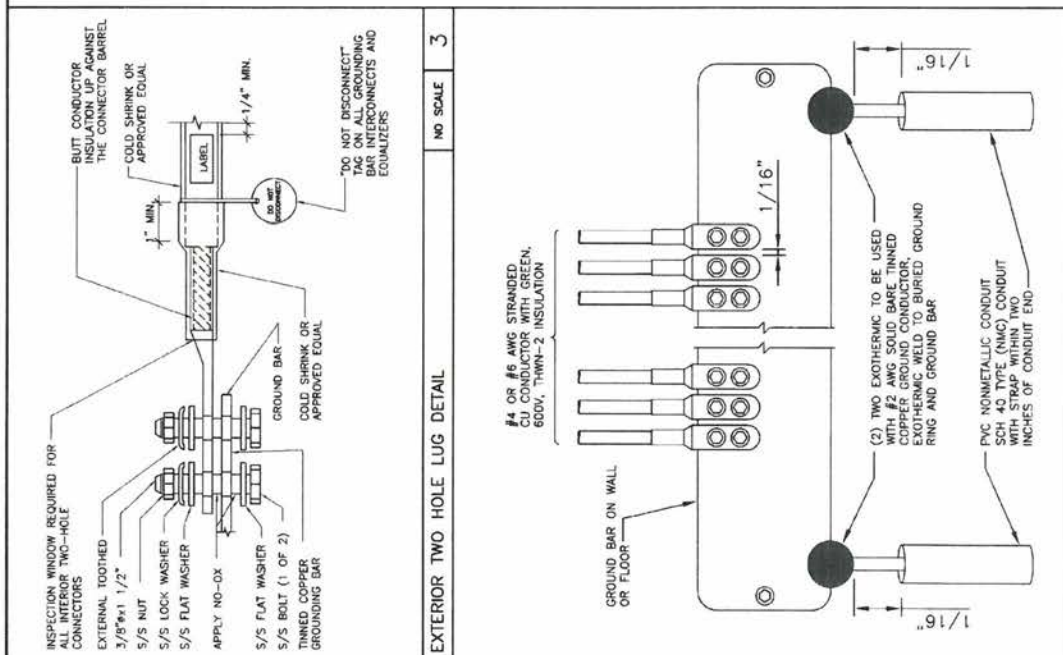 INSPECTION WINDOW REQUIRED FOR
ALL INTERIOR TWO-HOLE
CONNECTORS
EXTERNAL TOOTHED
3/8"øx1 1/2"
S/S NUT
S/S LOCK WASHER
S/S FLAT WASHER
APPLY NO-OX
S/S FLAT WASHER
S/S BOLT (1 OF 2)
TINNED COPPER
GROUNDING BAR
GROUND BAR
COLD SHRINK OR
APPROVED EQUAL
1" MIN.
BUTT CONDUCTOR
INSULATION UP AGAINST
THE CONNECTOR BARREL
COLD SHRINK OR
APPROVED EQUAL
LABEL
1/4" MIN.
DO NOT
DISCONNECT
"DO NOT DISCONNECT"
TAG ON ALL GROUNDING
BAR INTERCONNECTS AND
EQUALIZERS
EXTERIOR TWO HOLE LUG DETAIL
NO SCALE
3
#4 OR #6 AWG STRANDED
CU CONDUCTOR WITH GREEN,
600V, THWN-2 INSULATION
GROUND BAR ON WALL
OR FLOOR
1/16"
1/16"
1/16"
(2) TWO EXOTHERMIC TO BE USED
WITH #2 AWG SOLID BARE TINNED
COPPER GROUND CONDUCTOR,
EXOTHERMIC WELD TO BURIED GROUND
RING AND GROUND BAR
PVC NONMETALLIC CONDUIT
SCH 40 TYPE (NMC) CONDUIT
WITH STRAP WITHIN TWO
INCHES OF CONDUIT END